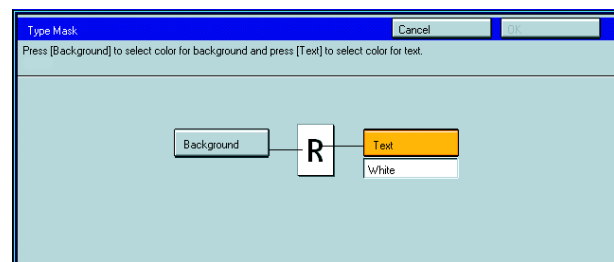 Type Mask
Cancel
OK
Press [Background] to select color for background and press [Text] to select color for text.
Background
R
Text
White